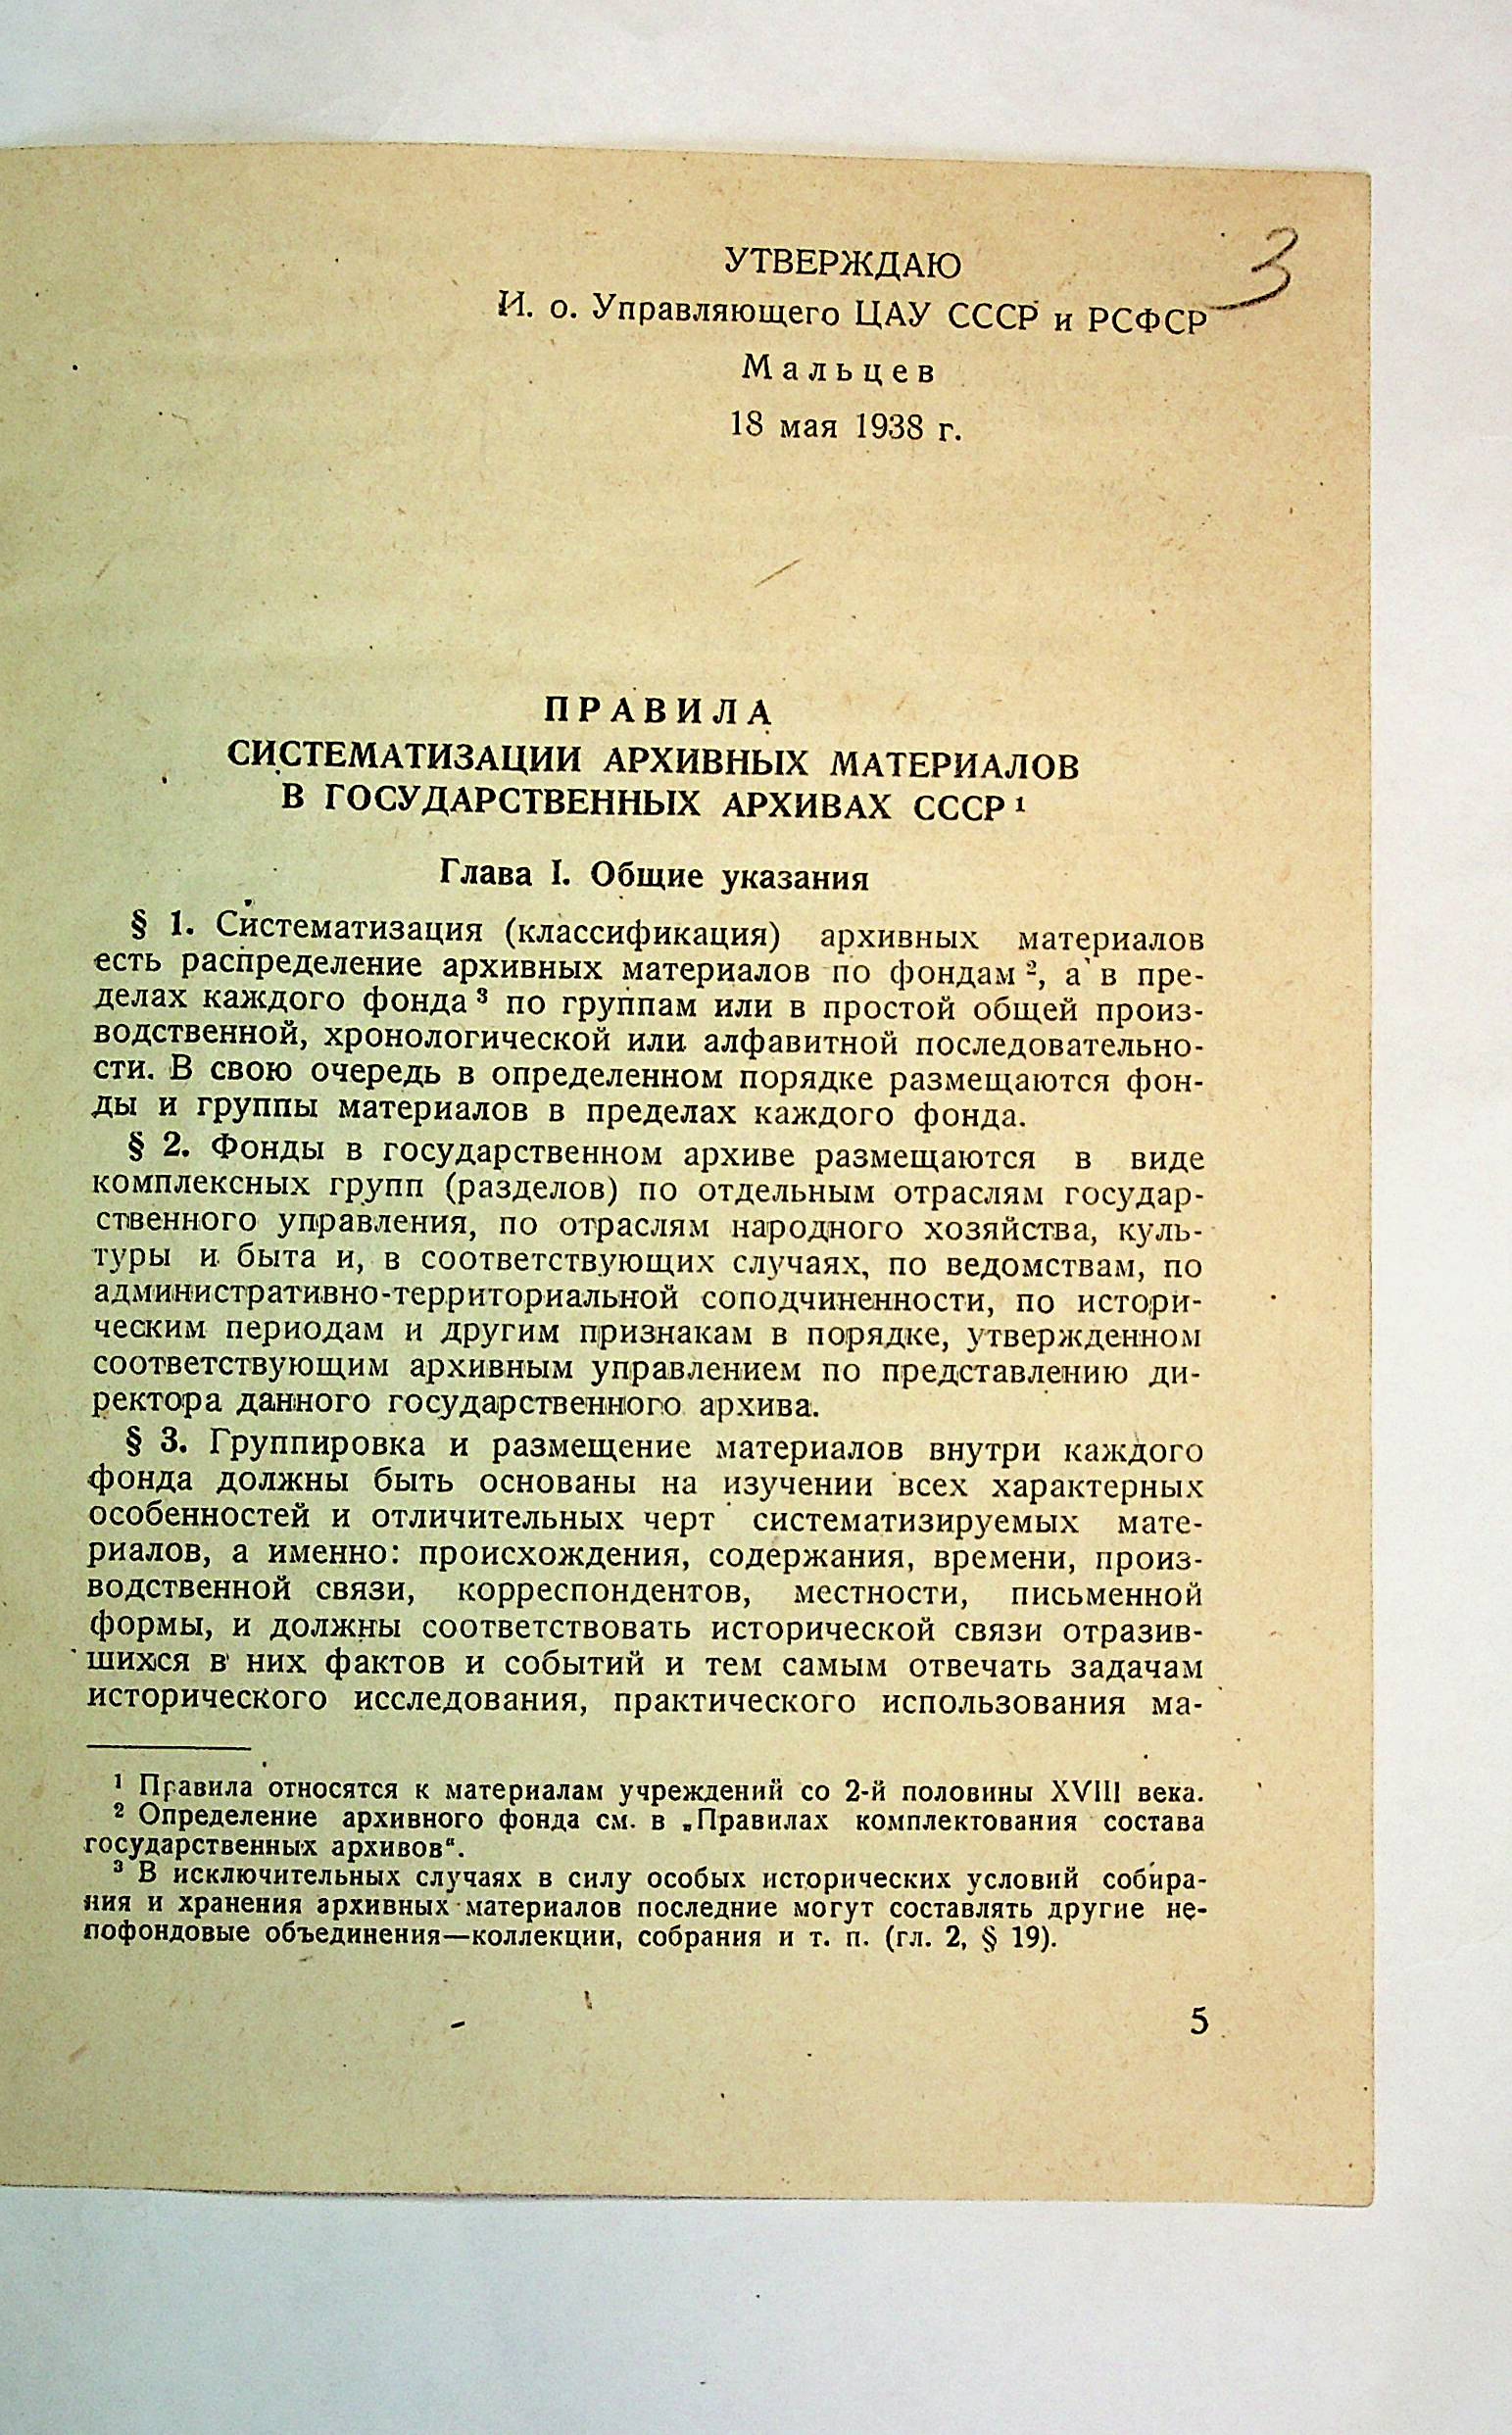 УТВЕРЖДАЮ
3
И. о. Управляющего ЦАУ СССР и РСФСР
Мальцев
18 мая 1938 г.
ПРАВИЛА
СИСТЕМАТИЗАЦИИ АРХИВНЫХ МАТЕРИАЛОВ
В ГОСУДАРСТВЕННЫХ АРХИВАХ СССР ¹
Глава I. Общие указания
§ 1. Систематизация (классификация) архивных материалов
есть распределение архивных материалов по фондам ², а в пре-
делах каждого фонда ³ по группам или в простой общей произ-
водственной, хронологической или алфавитной последовательно-
сти. В свою очередь в определенном порядке размещаются фон-
ды и группы материалов в пределах каждого фонда.
§ 2. Фонды в государственном архиве размещаются в виде
комплексных групп (разделов) по отдельным отраслям государ-
ственного управления, по отраслям народного хозяйства, куль-
туры и быта и, в соответствующих случаях, по ведомствам, по
административно-территориальной соподчиненности, по истори-
ческим периодам и другим признакам в порядке, утвержденном
соответствующим архивным управлением по представлению ди-
ректора данного государственного архива.
§ 3. Группировка и размещение материалов внутри каждого
фонда должны быть основаны на изучении всех характерных
особенностей и отличительных черт систематизируемых мате-
риалов, а именно: происхождения, содержания, времени, произ-
водственной связи, корреспондентов, местности, письменной
формы, и должны соответствовать исторической связи отразив-
шихся в них фактов и событий и тем самым отвечать задачам
исторического исследования, практического использования ма-
¹ Правила относятся к материалам учреждений со 2-й половины XVIII века.
² Определение архивного фонда см. в „Правилах комплектования состава
государственных архивов“.
³ В исключительных случаях в силу особых исторических условий собира-
ния и хранения архивных материалов последние могут составлять другие не-
пофондовые объединения—коллекции, собрания и т. п. (гл. 2, § 19).
5